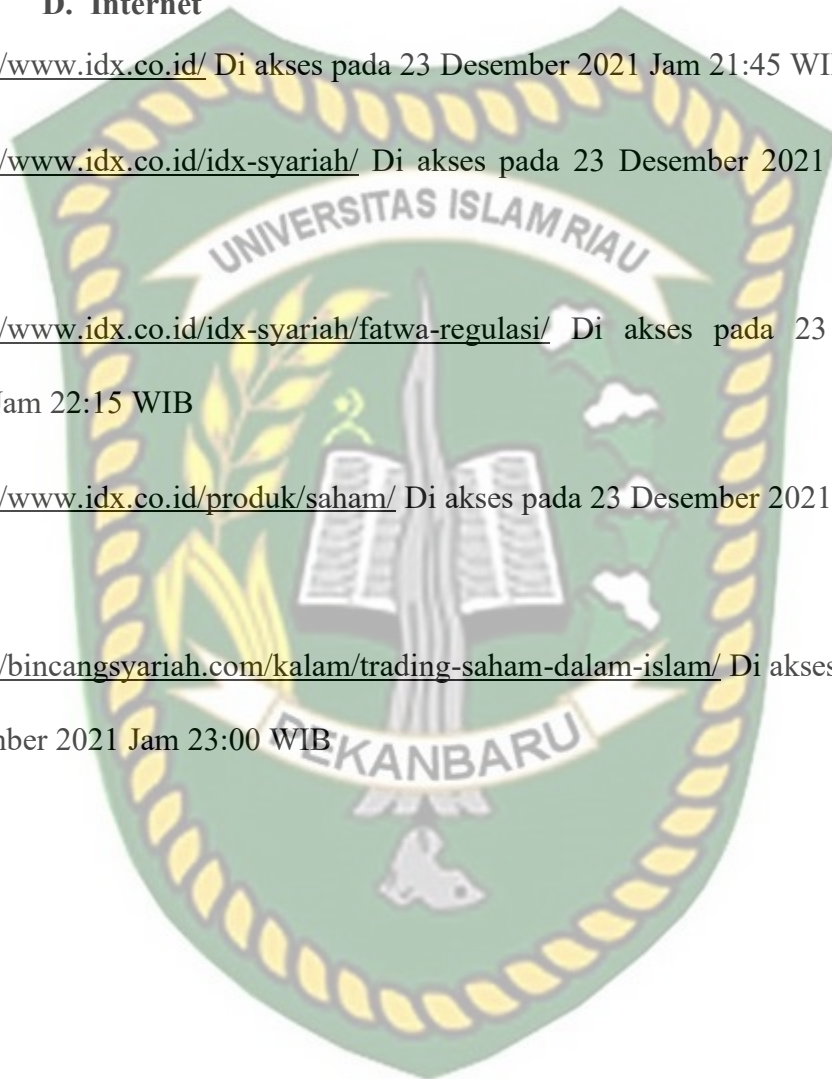 D. Internet
/www.idx.co.id/ Di akses pada 23 Desember 2021 Jam 21:45 WI
/www.idx.co.id/idx-syariah/ Di akses pada 23 Desember 2021
UNIVERSITAS ISLAM RIAU
/www.idx.co.id/idx-syariah/fatwa-regulasi/ Di akses pada 23
Jam 22:15 WIB
/www.idx.co.id/produk/saham/ Di akses pada 23 Desember 2021
/bincangsyariah.com/kalam/trading-saham-dalam-islam/ Di akses
mber 2021 Jam 23:00 WIB
PEKANBARU